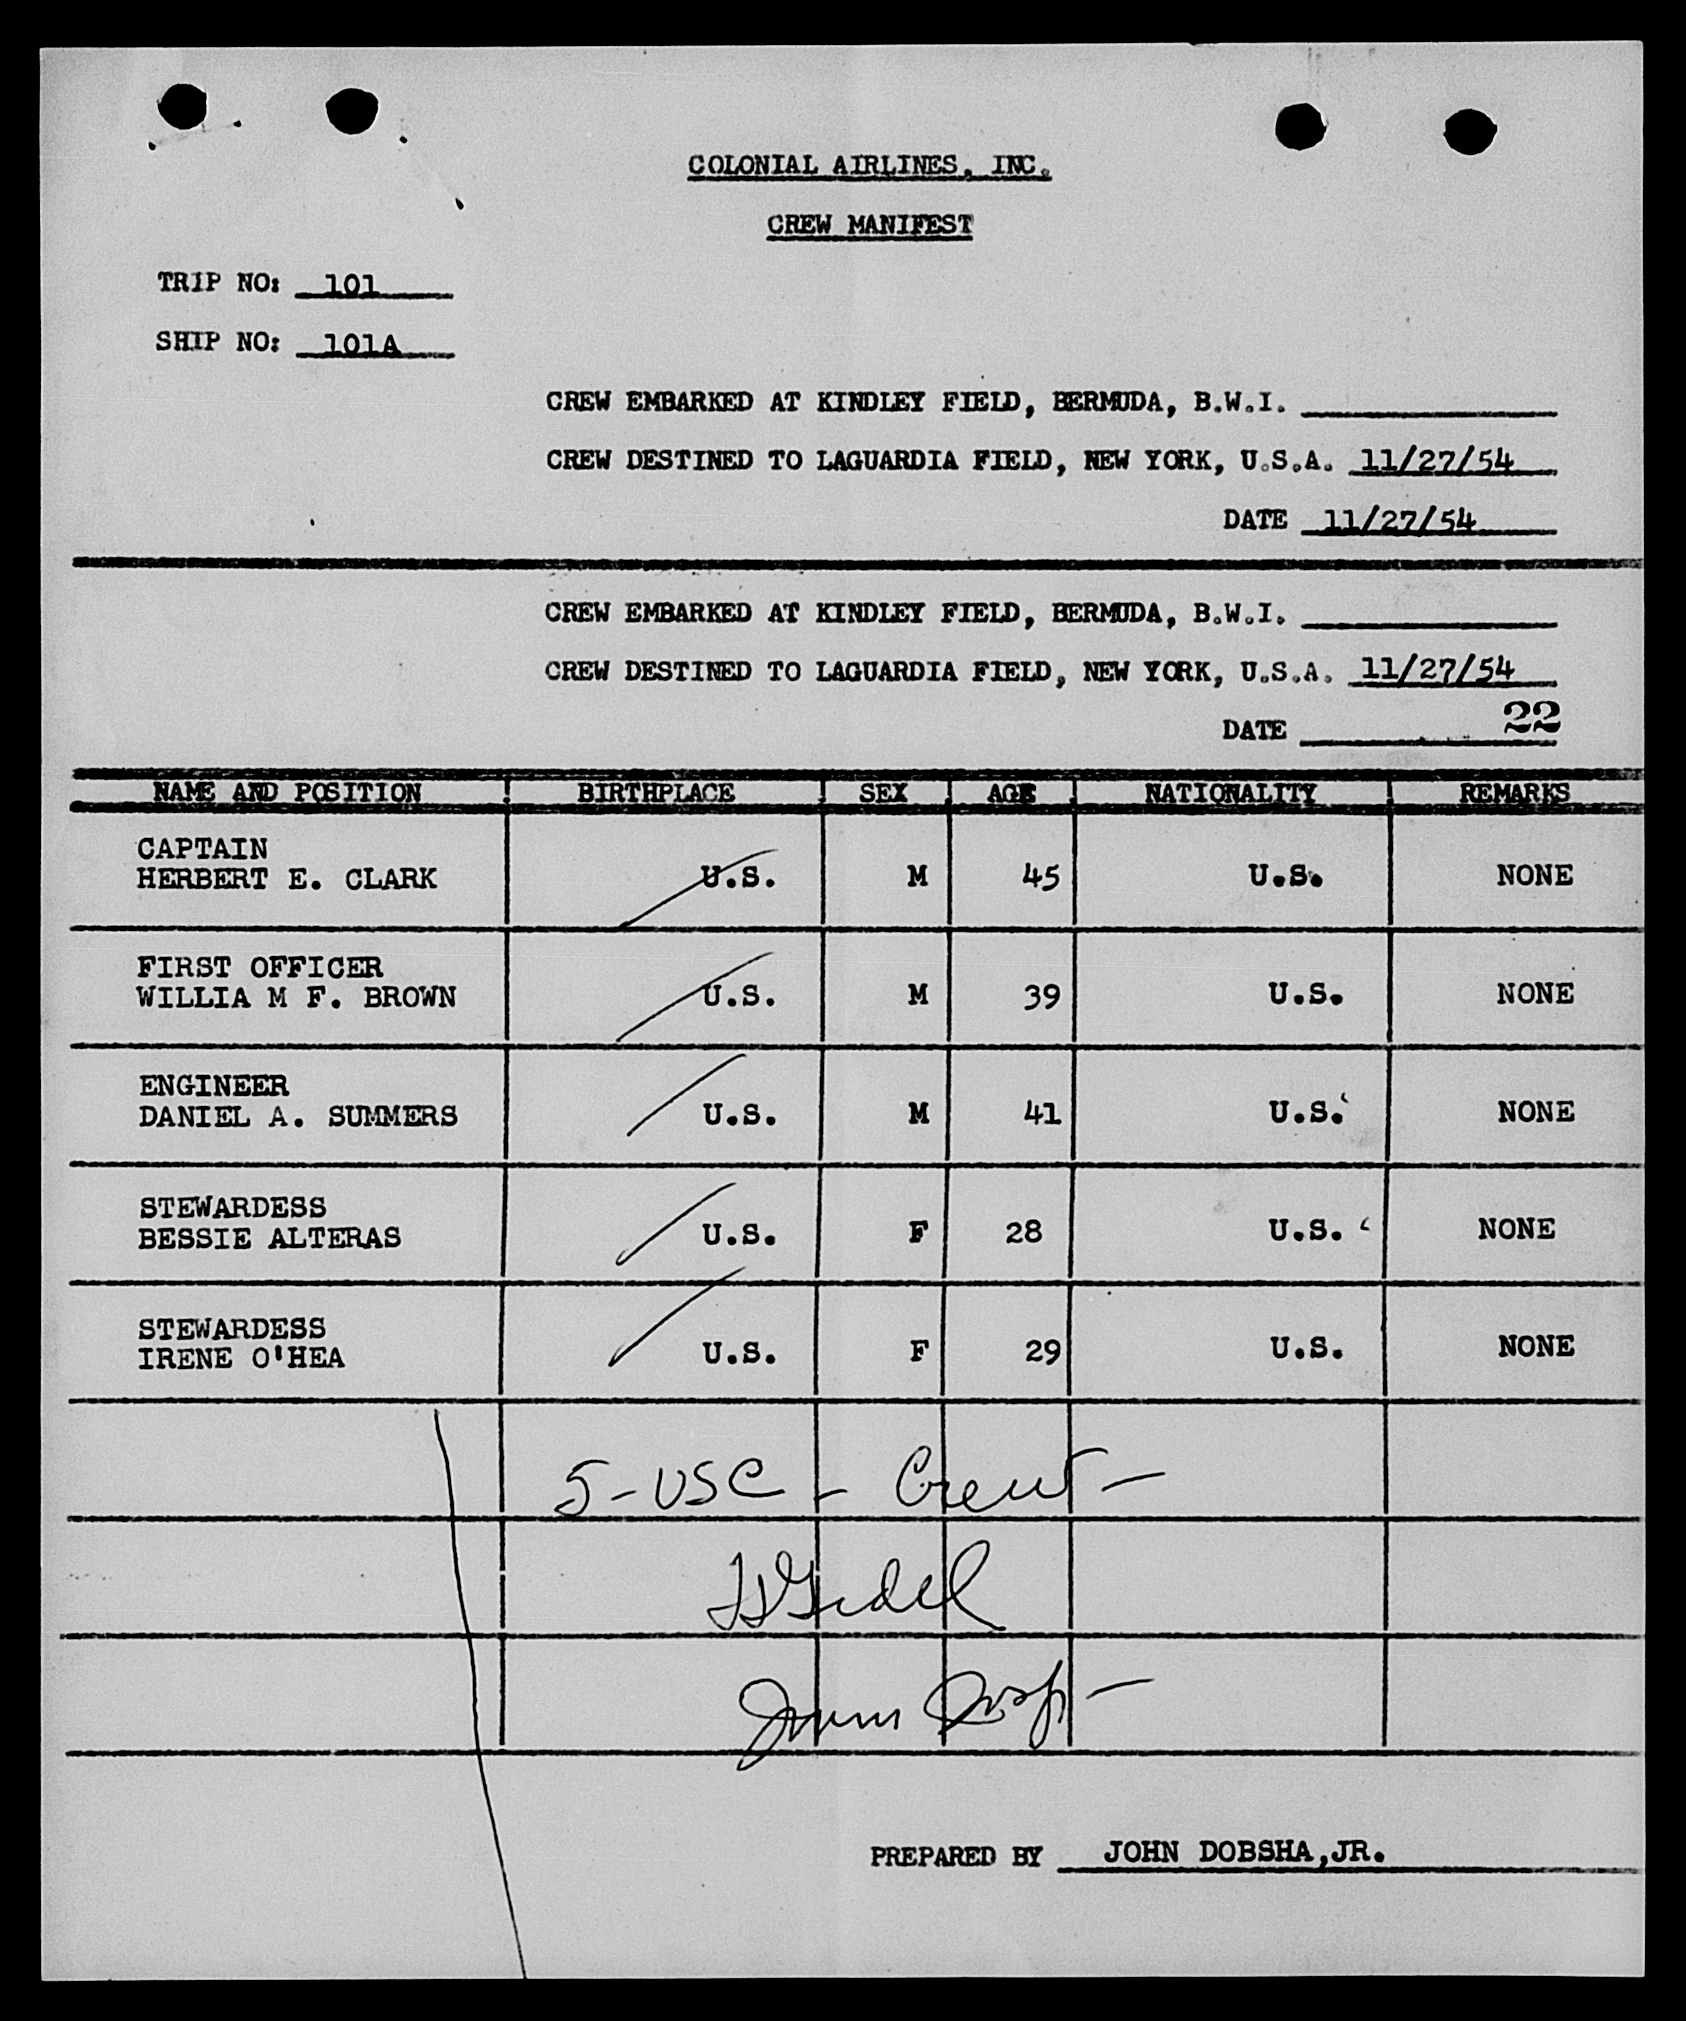 COLONIAL AIRLINES, INC.
CREW MANIFEST
TRIP NO: 101
SHIP NO: 101A
CREW EMBARKED AT KINDLEY FIELD, BERMUDA, B.W.I.
CREW DESTINED TO LAGUARDIA FIELD, NEW YORK, U.S.A. 11/27/54
DATE 11/27/54
CREW EMBARKED AT KINDLEY FIELD, BERMUDA, B.W.I.
CREW DESTINED TO LAGUARDIA FIELD, NEW YORK, U.S.A. 11/27/54
DATE 22
NAME AND POSITION BIRTHPLACE SEX AGE NATIONALITY REMARKS
CAPTAIN
HERBERT E. CLARK U.S. M 45 U.S. NONE
FIRST OFFICER
WILLIA M F. BROWN U.S. M 39 U.S. NONE
ENGINEER
DANIEL A. SUMMERS U.S. M 41 U.S. NONE
STEWARDESS
BESSIE ALTERAS U.S. F 28 U.S. NONE
STEWARDESS
IRENE O'HEA U.S. F 29 U.S. NONE
5-USC - Crew -
PREPARED BY JOHN DOBSHA,JR.